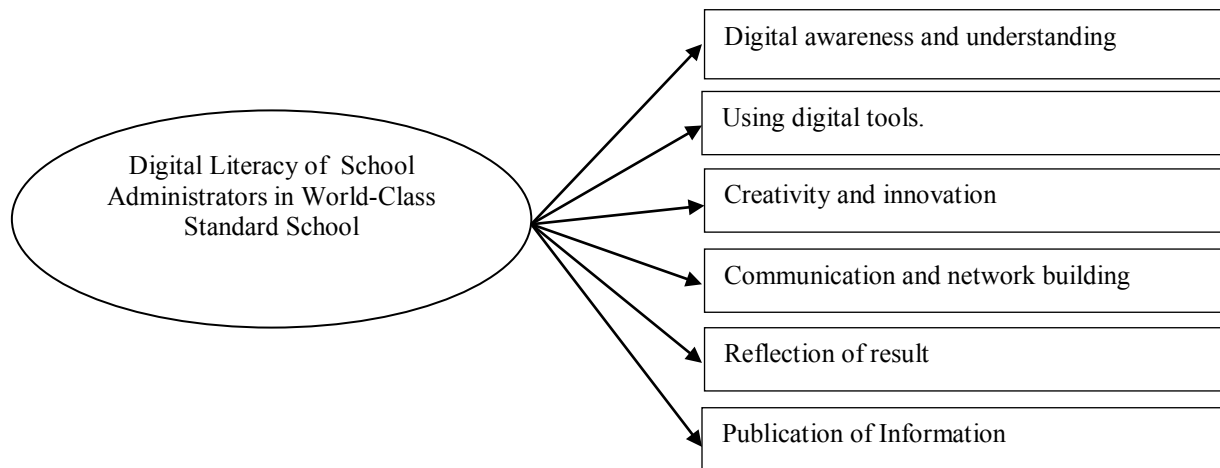 Digital Literacy of School
Administrators in World-Class
Standard School
Digital awareness and understanding
Using digital tools.
Creativity and innovation
Communication and network building
Reflection of result
Publication of Information